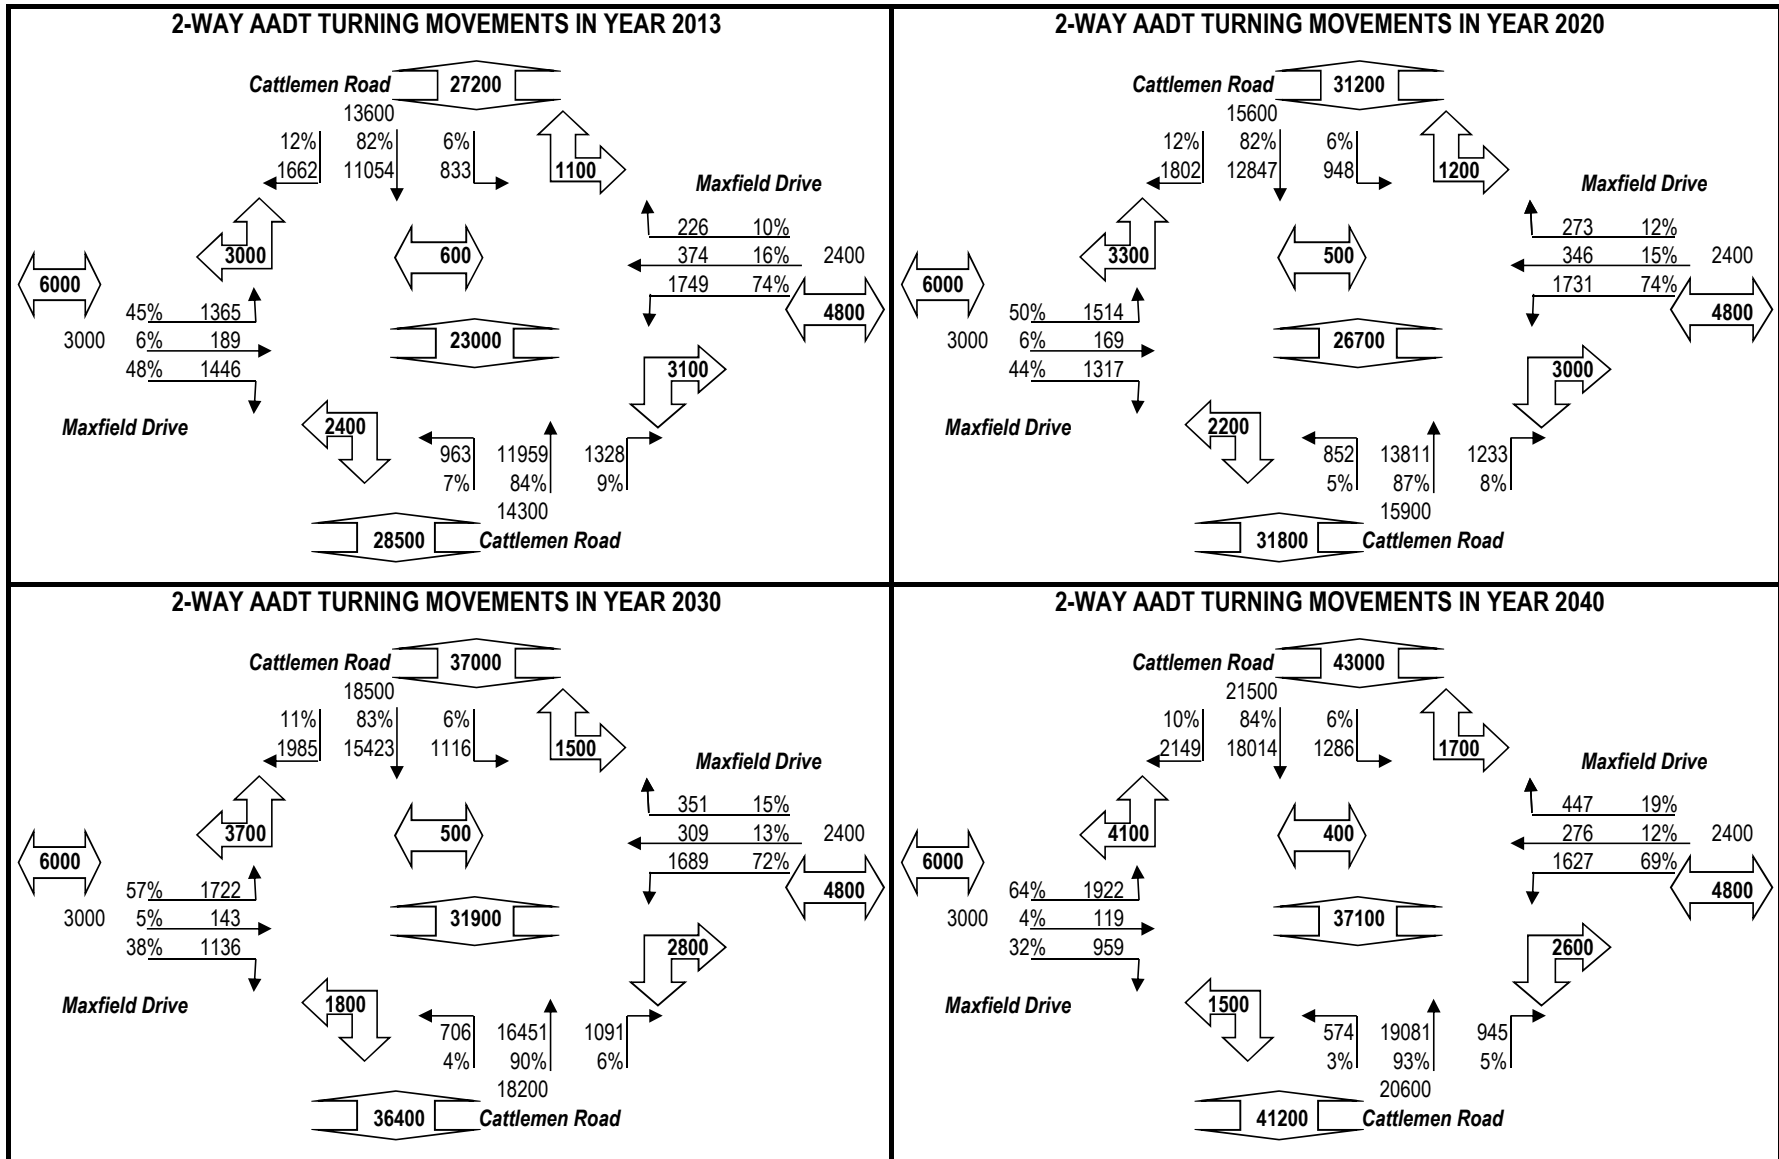 2-WAY AADT TURNING MOVEMENTS IN YEAR 2013
Cattlemen Road 27200
13600
12% 82% 6%
1662 11054 833 1100
Maxfield Drive
226 10%
3000 600 374 16% 2400
6000
1749 74%
45% 1365 4800
3000 6% 189 23000
48% 1446 3100
Maxfield Drive 2400
963 11959 1328
7% 84% 9%
14300
28500 Cattlemen Road
2-WAY AADT TURNING MOVEMENTS IN YEAR 2020
Cattlemen Road 31200
15600
12% 82% 6%
1802 12847 948 1200
Maxfield Drive
273 12%
3300 500 346 15% 2400
6000
1731 74%
50% 1514 4800
3000 6% 169 26700
44% 1317 3000
Maxfield Drive 2200
852 13811 1233
5% 87% 8%
15900
31800 Cattlemen Road
2-WAY AADT TURNING MOVEMENTS IN YEAR 2030
Cattlemen Road 37000
18500
11% 83% 6%
1985 15423 1116 1500
Maxfield Drive
351 15%
3700 500 309 13% 2400
6000
1689 72%
57% 1722 4800
3000 5% 143 31900
38% 1136 2800
Maxfield Drive 1800
706 16451 1091
4% 90% 6%
18200
36400 Cattlemen Road
2-WAY AADT TURNING MOVEMENTS IN YEAR 2040
Cattlemen Road 43000
21500
10% 84% 6%
2149 18014 1286 1700
Maxfield Drive
447 19%
4100 400 276 12% 2400
6000
1627 69%
64% 1922 4800
3000 4% 119 37100
32% 959 2600
Maxfield Drive 1500
574 19081 945
3% 93% 5%
20600
41200 Cattlemen Road